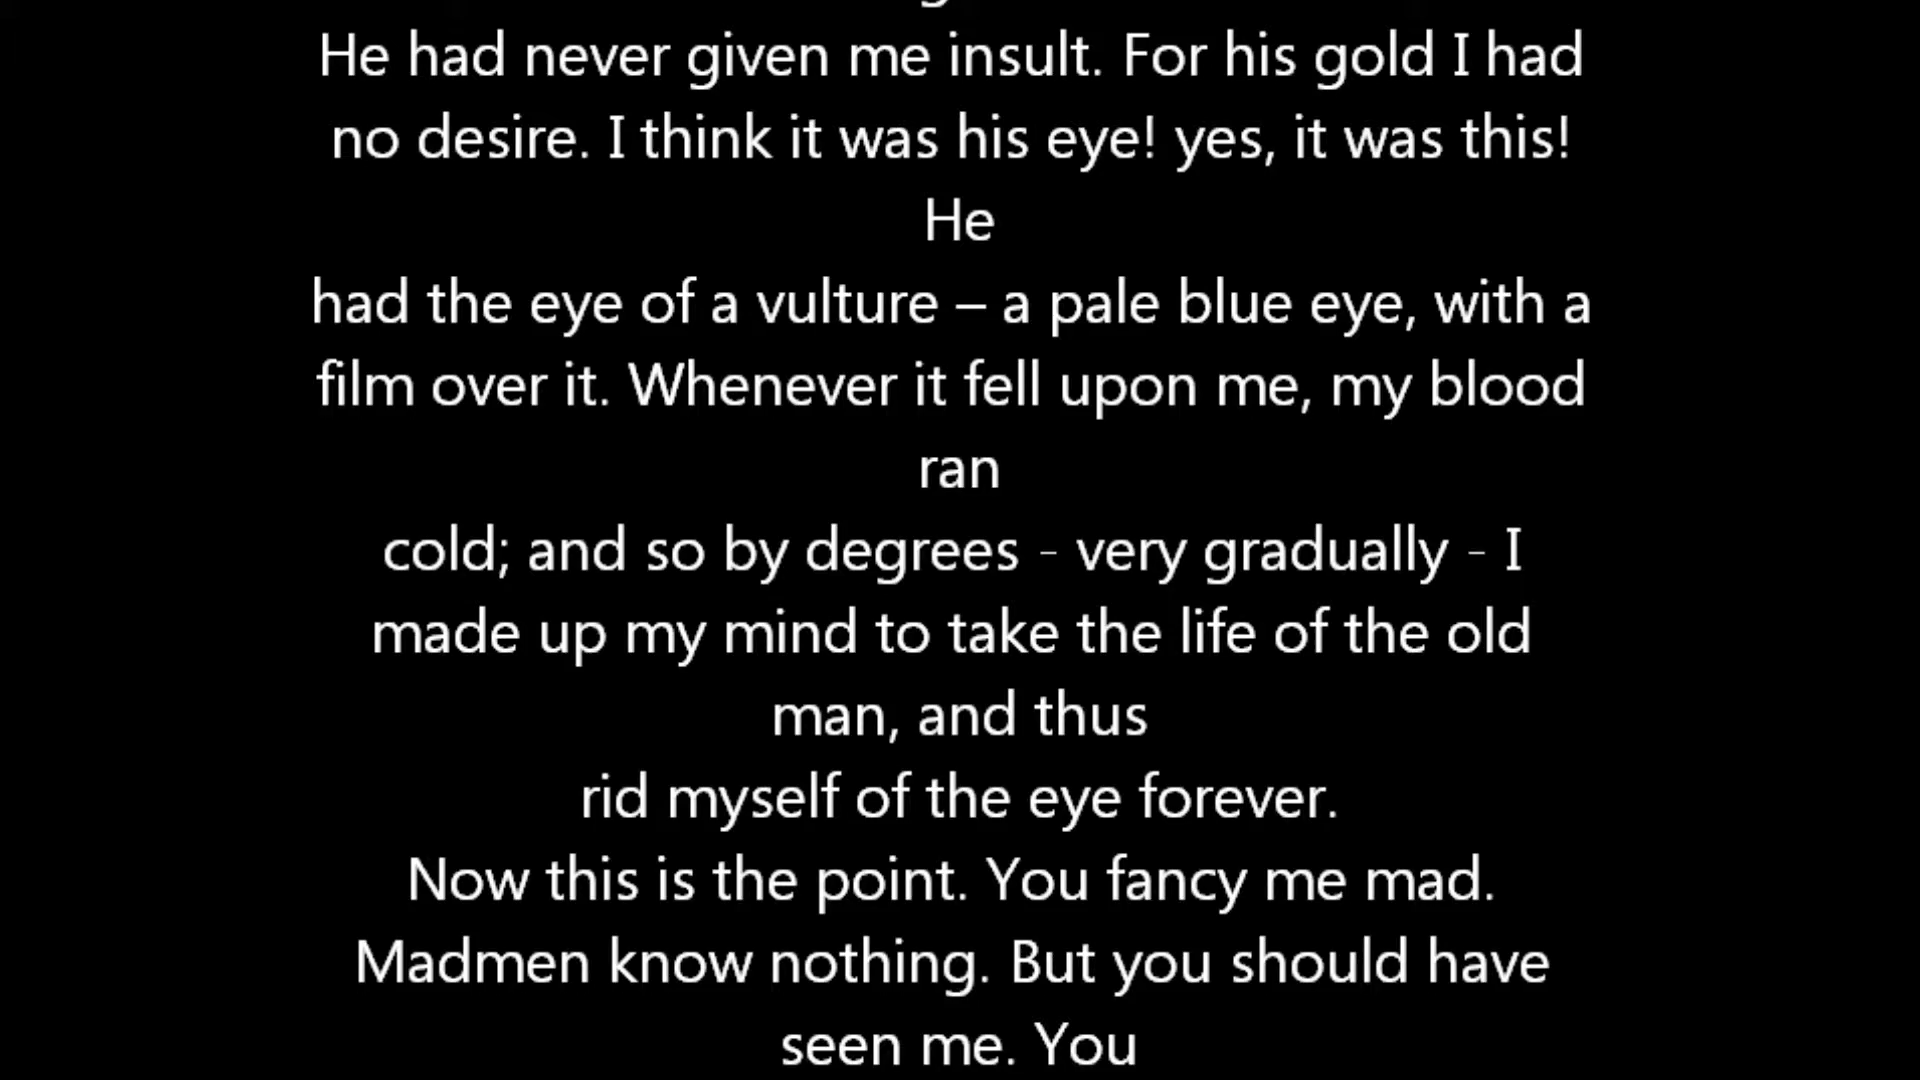 He had never given me insult. For his gold I had
no desire. I think it was his eye! yes, it was this!
He
had the eye of a vulture – a pale blue eye, with a
film over it. Whenever it fell upon me, my blood
ran
cold; and so by degrees - very gradually - I
made up my mind to take the life of the old
man, and thus
rid myself of the eye forever.
Now this is the point. You fancy me mad.
Madmen know nothing. But you should have
seen me. You